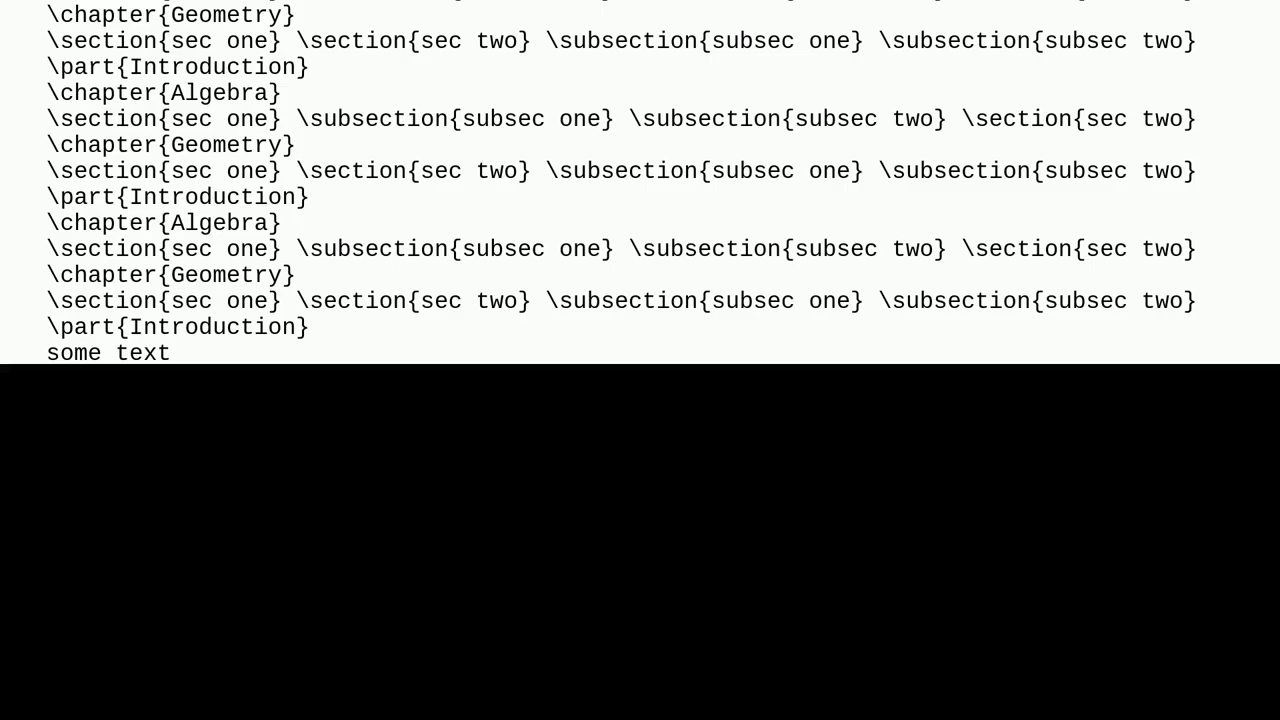 \chapter{Geometry}
\section{sec one} \section{sec two} \subsection{subsec one} \subsection{subsec two}
\part{Introduction}
\chapter{Algebra}
\section{sec one} \subsection{subsec one} \subsection{subsec two} \section{sec two}
\chapter{Geometry}
\section{sec one} \section{sec two} \subsection{subsec one} \subsection{subsec two}
\part{Introduction}
\chapter{Algebra}
\section{sec one} \subsection{subsec one} \subsection{subsec two} \section{sec two}
\chapter{Geometry}
\section{sec one} \section{sec two} \subsection{subsec one} \subsection{subsec two}
\part{Introduction}
some text